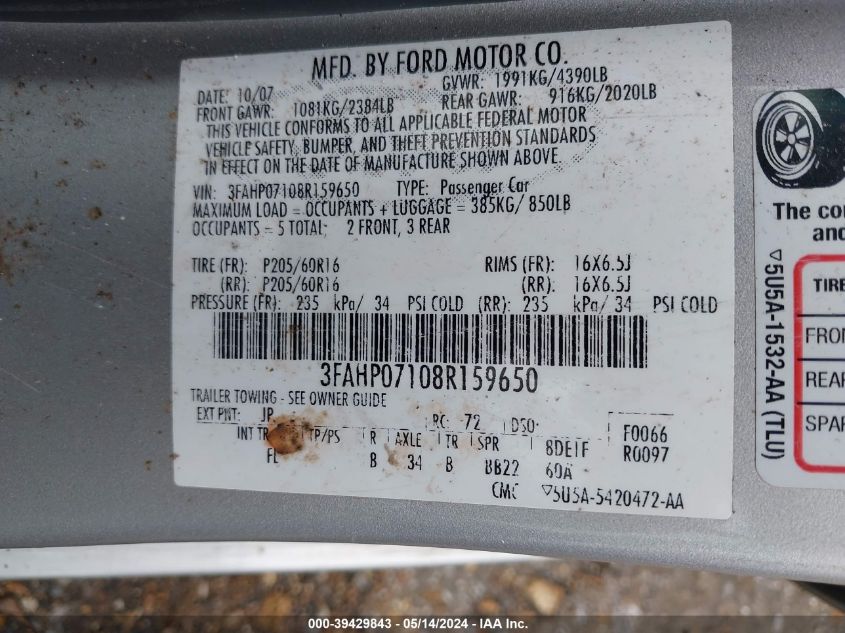 MFD. BY FORD MOTOR CO.
DATE: 10/07 GVWR: 1991KG/4390LB
FRONT GAWR: 1081KG/2384LB REAR GAWR: 916KG/2020LB
THIS VEHICLE CONFORMS TO ALL APPLICABLE FEDERAL MOTOR
VEHICLE SAFETY, BUMPER, AND THEFT PREVENTION STANDARDS
IN EFFECT ON THE DATE OF MANUFACTURE SHOWN ABOVE.
VIN: 3FAHP07108R159650 TYPE: Passenger Car
MAXIMUM LOAD = OCCUPANTS + LUGGAGE = 385KG/ 850LB
OCCUPANTS = 5 TOTAL; 2 FRONT, 3 REAR
TIRE (FR): P205/60R16 RIMS (FR): 16X6.5J
(RR): P205/60R16 (RR): 16X6.5J
PRESSURE (FR): 235 kPa/ 34 PSI COLD (RR): 235 kPa/ 34 PSI COLD
3FAHP07108R159650
TRAILER TOWING - SEE OWNER GUIDE
EXT PNT: JP RC: 72 DSO:
INT TR TP/PS R AXLE TR SPR 8DE1F F0066
FL B 34 B BB22 60A R0097
CMC ▽5U5A-5420472-AA
The
and
▽5U5A-1532-AA (TLU)
TIRE
000-39429843 - 05/14/2024 - IAAI.COM